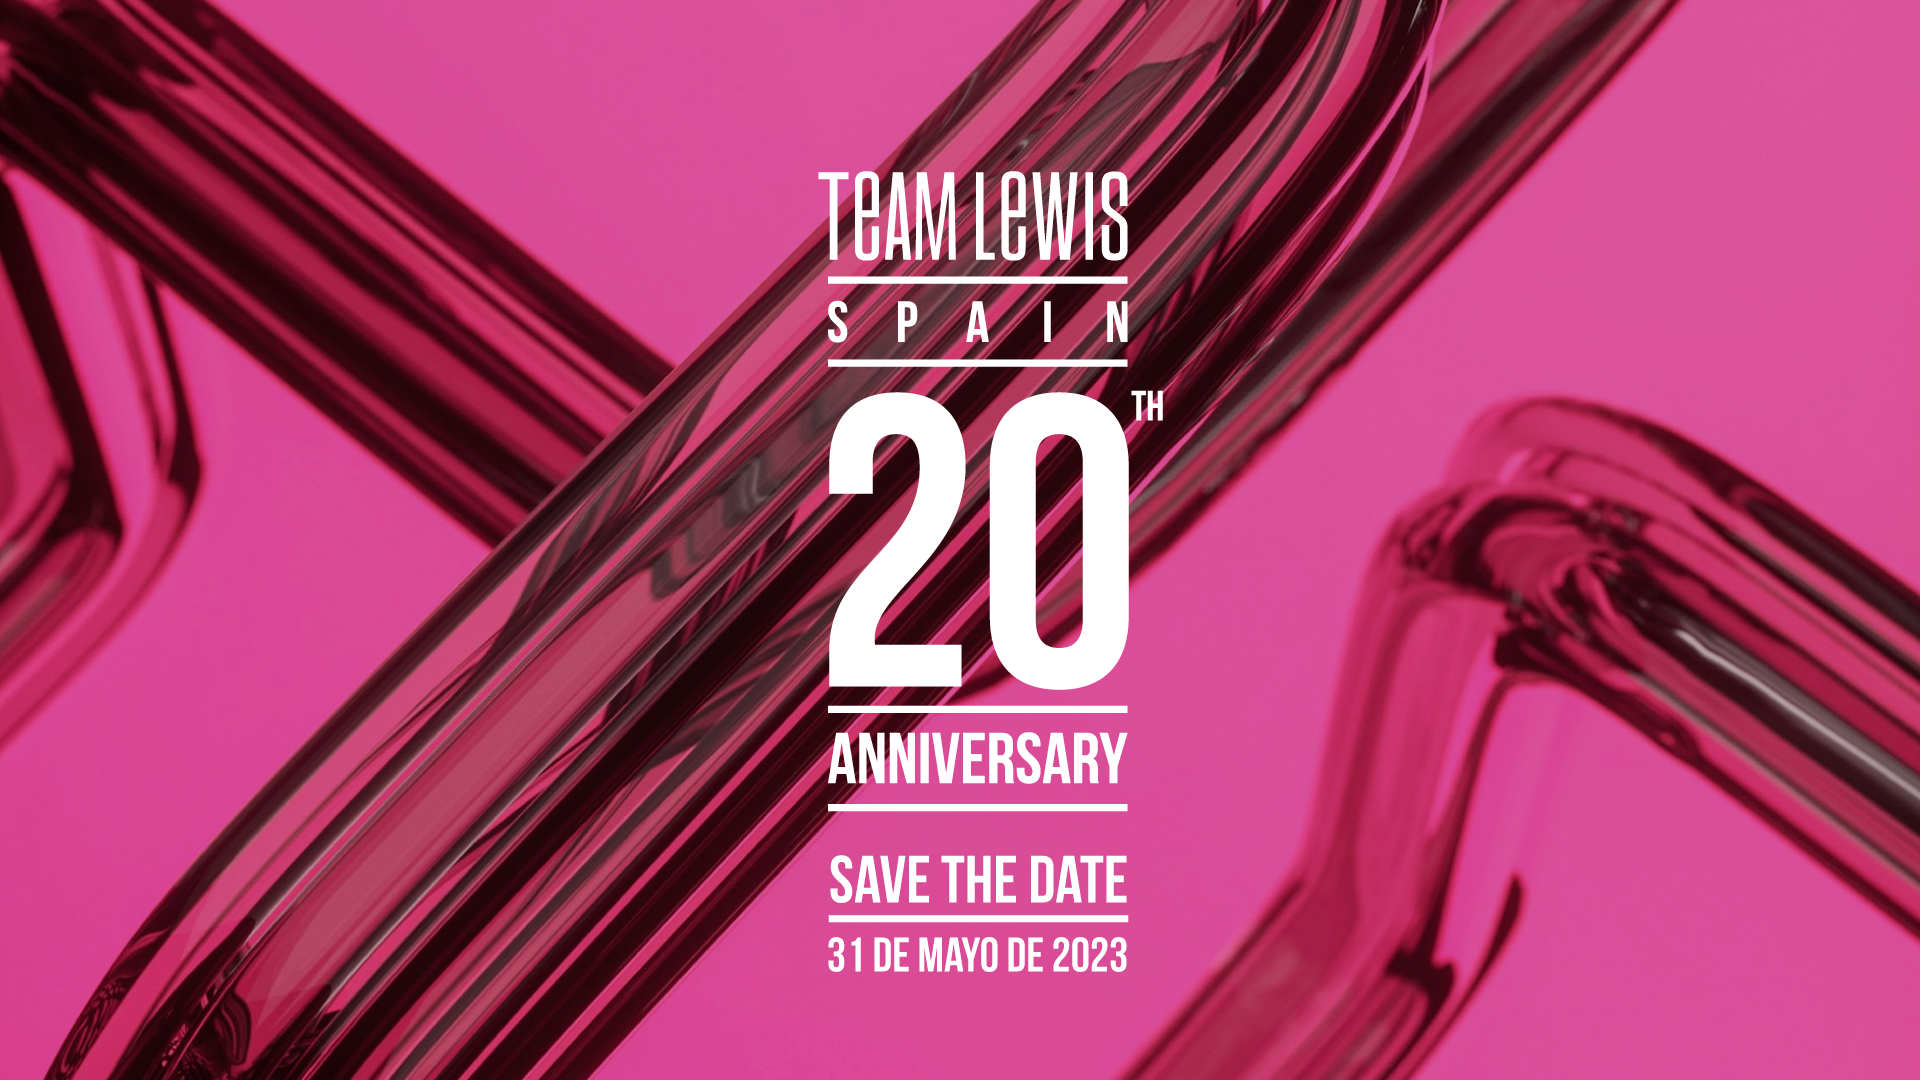 TeAM LeWIS
SPAIN
20TH
ANNIVERSARY
SAVE THE DATE
31 DE MAYO DE 2023